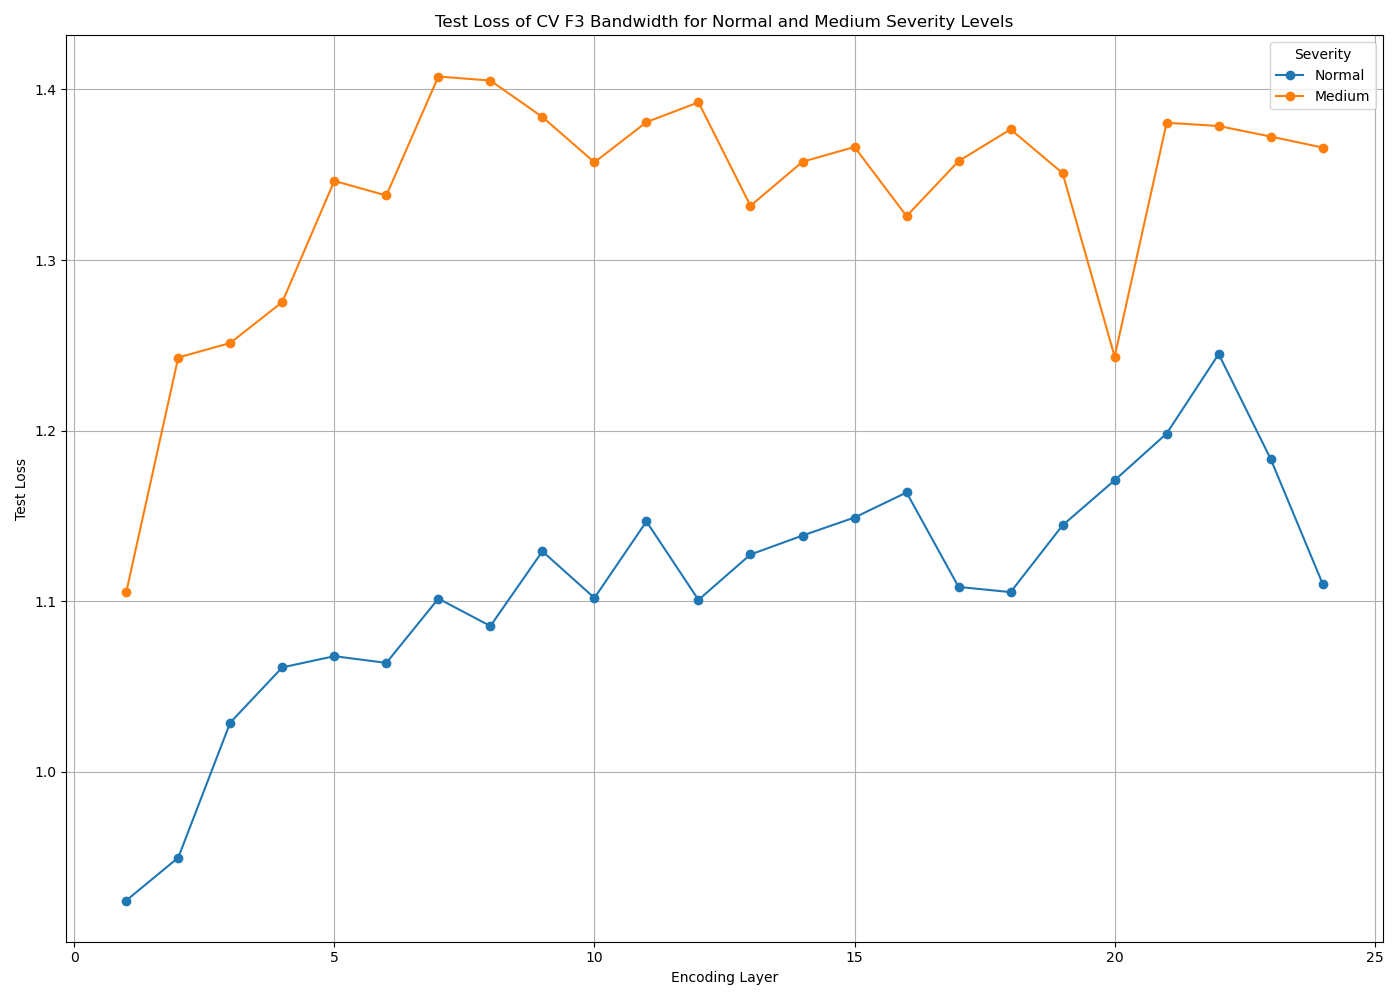 Test Loss of CV F3 Bandwidth for Normal and Medium Severity Levels
Severity
Normal
Medium
1.4
1.3
1.2
1.1
1.0
Test Loss
0 5 10 15 20 25
Encoding Layer